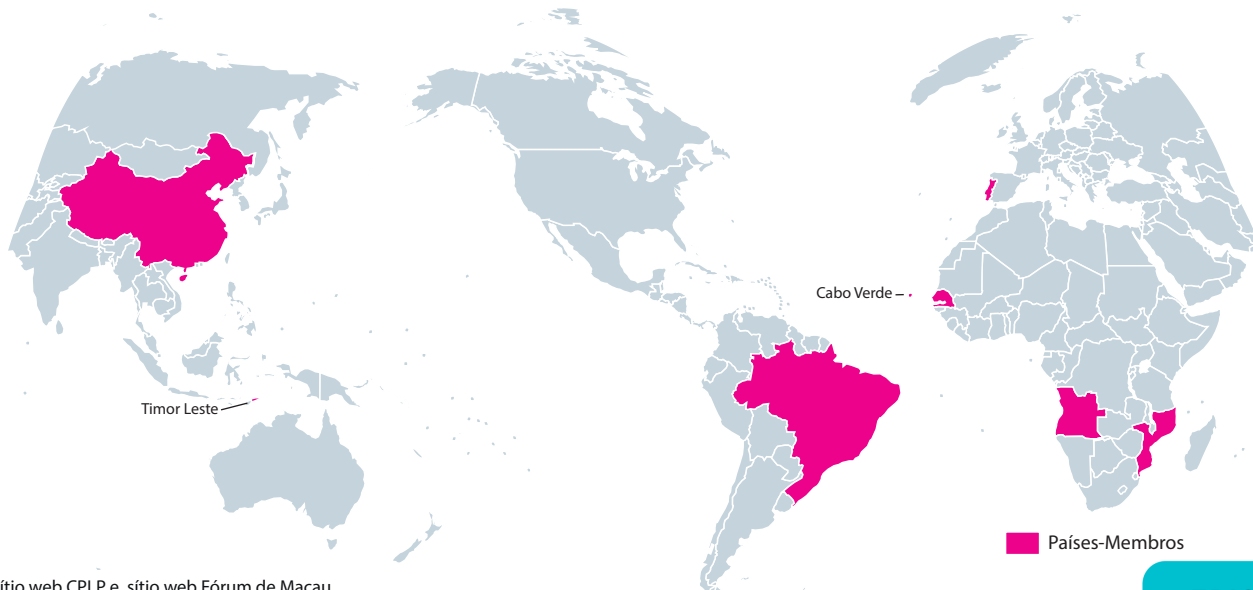 Cabo Verde
Timor Leste
Países-Membros
sítio web CPLP e sítio web Fórum de Macau